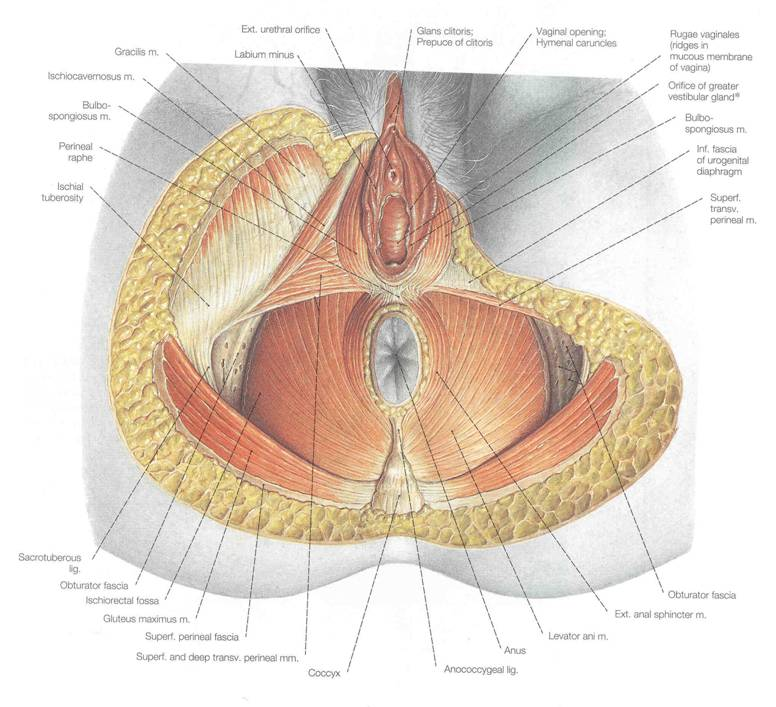 Ext. urethral orifice
Gracilis m.
Labium minus
Ischiocavernosus m.
Bulbo-
spongiosus m.
Perineal
raphe
Ischial
tuberosity
Glans clitoris;
Prepuce of clitoris
Vaginal opening;
Hymenal caruncles
Rugae vaginales
(ridges in
mucous membrane
of vagina)
Orifice of greater
vestibular gland*
Bulbo-
spongiosus m.
Inf. fascia
of urogenital
diaphragm
Superf.
transv.
perineal m.
Sacrotuberous
lig.
Obturator fascia
Ischiorectal fossa
Gluteus maximus m.
Superf. perineal fascia
Superf. and deep transv. perineal mm.
Coccyx
Anococcygeal lig.
Anus
Levator ani m.
Ext. anal sphincter m.
Obturator fascia